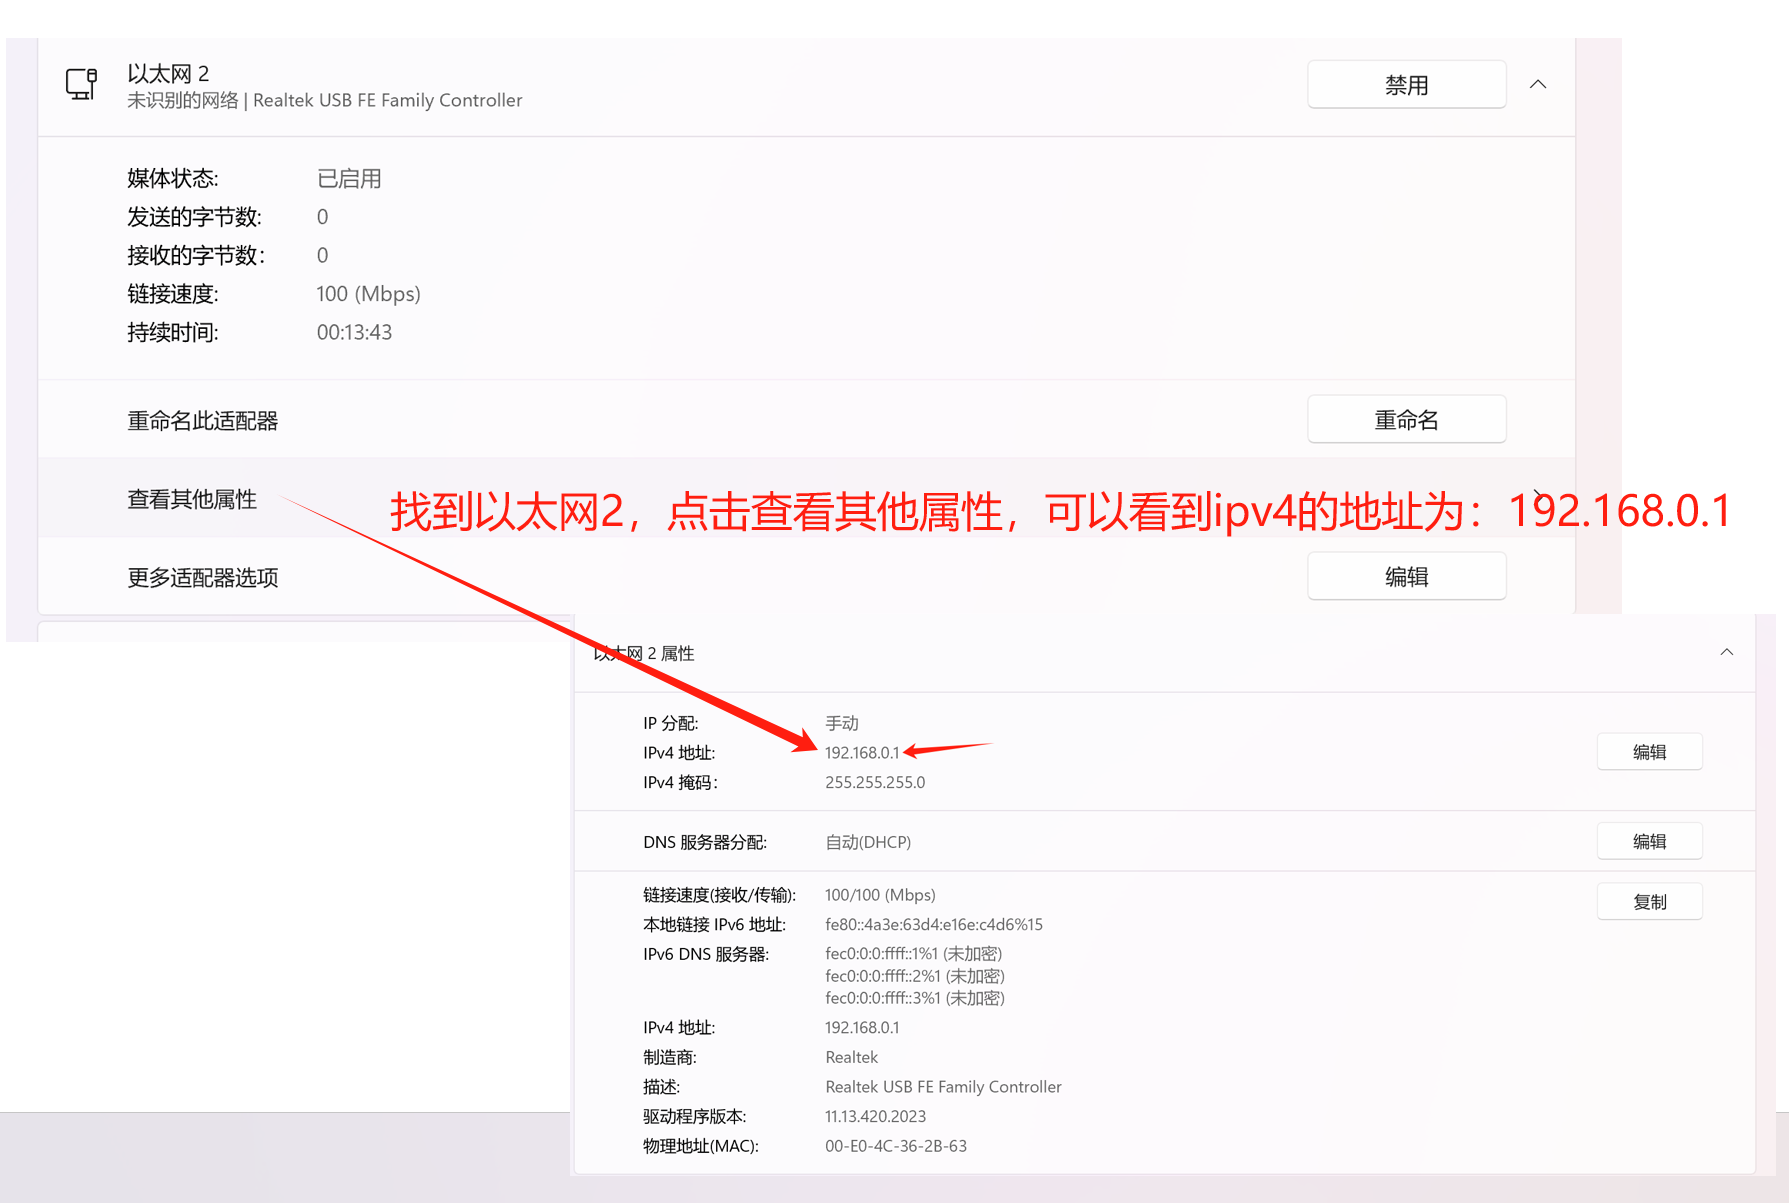 以太网 2
未识别的网络 | Realtek USB FE Family Controller
禁用
媒体状态: 已启用
发送的字节数: 0
接收的字节数: 0
链接速度: 100 (Mbps)
持续时间: 00:13:43
重命名此适配器 重命名
查看其他属性
找到以太网2，点击查看其他属性，可以看到ipv4的地址为：192.168.0.1
更多适配器选项 编辑
以太网 2 属性
IP 分配: 手动
IPv4 地址: 192.168.0.1
编辑
IPv4 掩码: 255.255.255.0
DNS 服务器分配: 自动(DHCP) 编辑
链接速度(接收/传输): 100/100 (Mbps)
复制
本地链接 IPv6 地址: fe80::4a3e:63d4:e16e:c4d6%15
IPv6 DNS 服务器: fec0:0:0:ffff::1%1 (未加密)
fec0:0:0:ffff::2%1 (未加密)
fec0:0:0:ffff::3%1 (未加密)
IPv4 地址: 192.168.0.1
制造商: Realtek
描述: Realtek USB FE Family Controller
驱动程序版本: 11.13.420.2023
物理地址(MAC): 00-E0-4C-36-2B-63